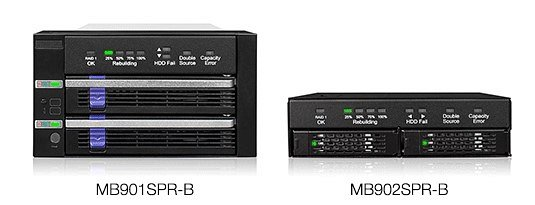 RAID 1 OK
25% 50% 75% 100%
Rebuilding
HDD Fail
Double Source
Capacity Error
RAID 1 OK
25% 50% 75% 100%
Rebuilding
HDD Fail
Double Source
Capacity Error
MB901SPR-B
MB902SPR-B